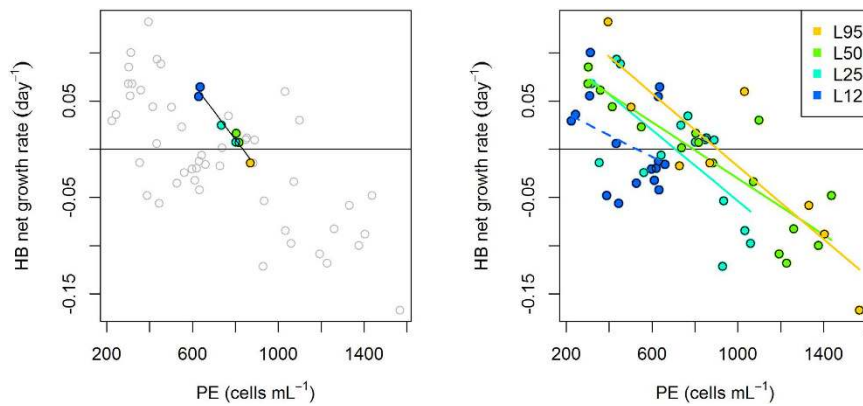 HB net growth rate (day⁻¹)
0.05
-0.05
-0.15
200 600 1000 1400
PE (cells mL⁻¹)
HB net growth rate (day⁻¹)
0.05
-0.05
-0.15
200 600 1000 1400
PE (cells mL⁻¹)
L95
L50
L25
L12